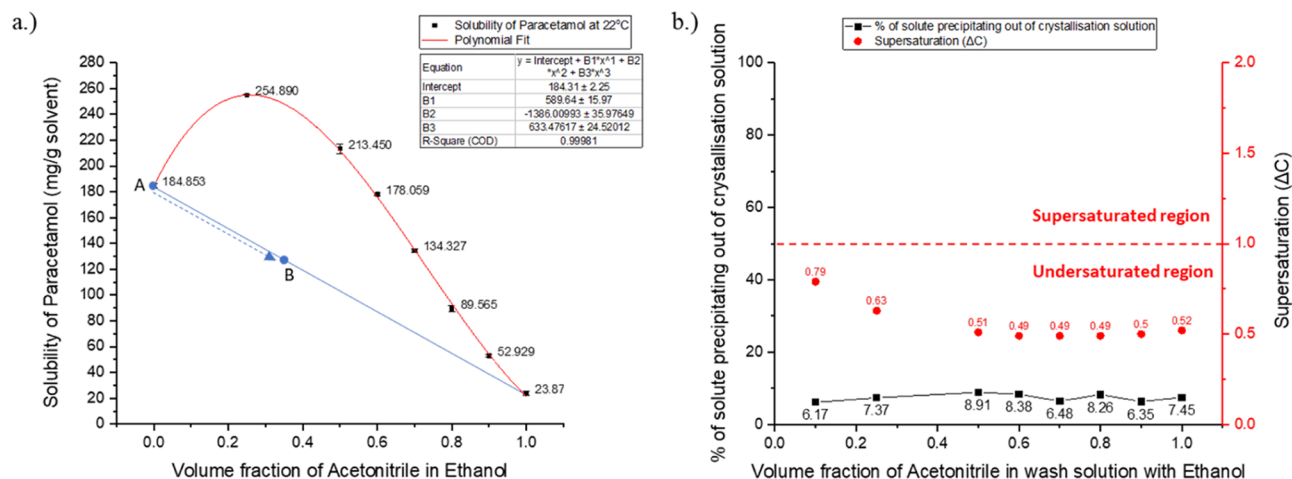 a.)
Solubility of Paracetamol at 22°C
Polynomial Fit
Equation
y = Intercept + B1*x^1 + B2
*x^2 + B3*x^3
Intercept
184.31 ± 2.25
B1
589.64 ± 15.97
B2
-1386.00993 ± 35.97649
B3
633.47617 ± 24.52012
R-Square (COD)
0.99981
Solubility of Paracetamol (mg/g solvent)
280
260
240
220
200
180
160
140
120
100
80
60
40
20
0
A
184.853
254.890
213.450
178.059
134.327
B
89.565
52.929
23.87
0.0
0.2
0.4
0.6
0.8
1.0
Volume fraction of Acetonitrile in Ethanol
b.)
% of solute precipitating out of crystallisation solution
Supersaturation (ΔC)
% of solute precipitating out of crystallisation solution
100
80
60
40
20
0
Supersaturated region
Undersaturated region
0.79
0.63
0.51
0.49
0.49
0.49
0.5
0.52
6.17
7.37
8.91
8.38
6.48
8.26
6.35
7.45
0.0
0.2
0.4
0.6
0.8
1.0
Volume fraction of Acetonitrile in wash solution with Ethanol
2.0
1.5
1.0
0.5
0.0
Supersaturation (ΔC)